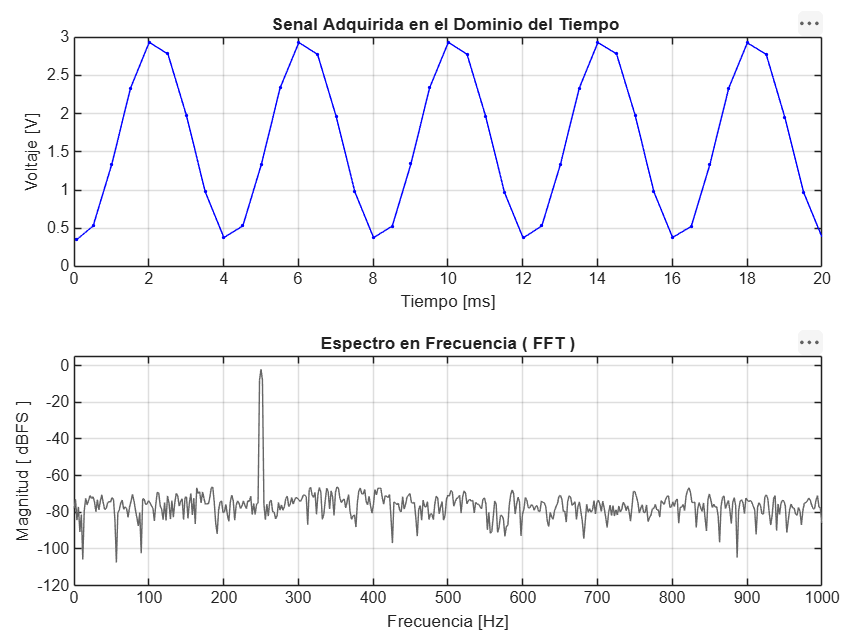 Senal Adquirida en el Dominio del Tiempo
3
2.5
2
1.5
1
0.5
0
Voltaje [V]
0 2 4 6 8 10 12 14 16 18 20
Tiempo [ms]
Espectro en Frecuencia ( FFT )
0
-20
-40
-60
-80
-100
-120
Magnitud [ dBFS ]
0 100 200 300 400 500 600 700 800 900 1000
Frecuencia [Hz]